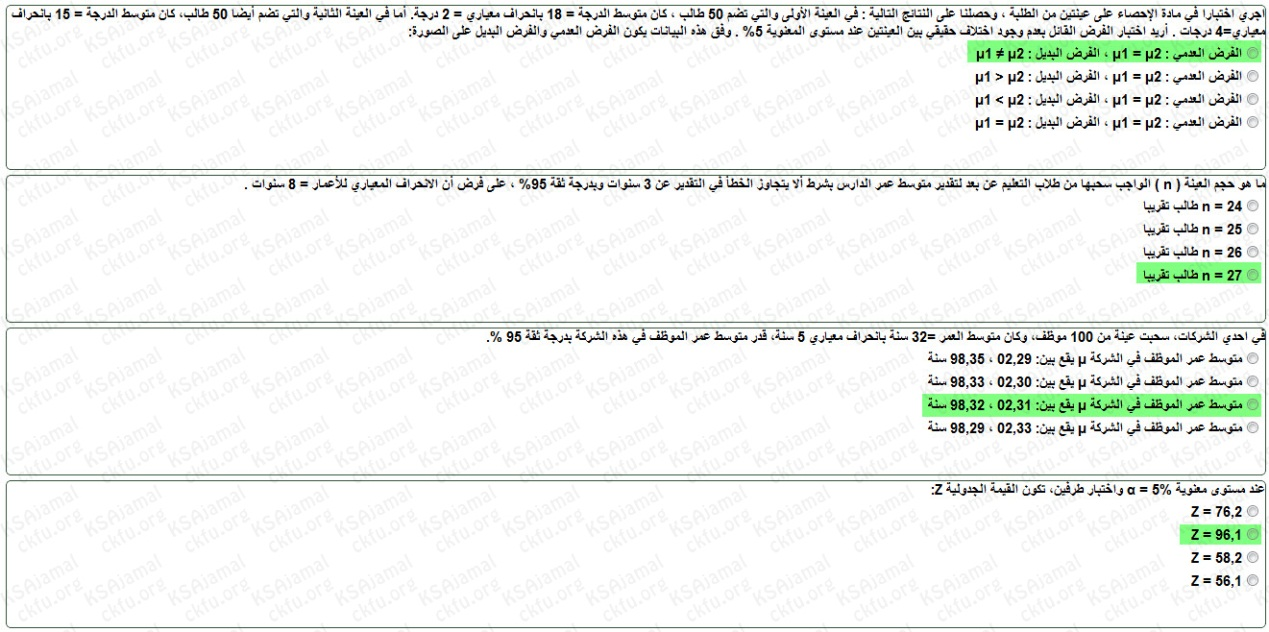 اجري اختبارا في مادة الإحصاء على عينتين من الطلبة ، وحصلنا على النتائج التالية : في العينة الأولى والتي تضم 50 طالب ، كان متوسط الدرجة = 18 بانحراف معياري = 2 درجة. أما في العينة الثانية والتي تضم أيضا 50 طالب، كان متوسط الدرجة = 15 بانحراف
معياري=4 درجات . أريد اختبار الفرض القائل بعدم وجود اختلاف حقيقي بين العينتين عند مستوى المعنوية 5% . وفق هذه البيانات يكون الفرض العدمي والفرض البديل على الصورة:
الفرض العدمي : µ1 = µ2 ، الفرض البديل : µ1 ≠ µ2
الفرض العدمي : µ1 = µ2 ، الفرض البديل : µ1 > µ2
الفرض العدمي : µ1 = µ2 ، الفرض البديل : µ1 < µ2
الفرض العدمي : µ1 = µ2 ، الفرض البديل : µ1 = µ2
ما هو حجم العينة ( n ) الواجب سحبها من طلاب التعليم عن بعد لتقدير متوسط عمر الدارس بشرط ألا يتجاوز الخطأ في التقدير عن 3 سنوات وبدرجة ثقة 95% ، على فرض أن الانحراف المعياري للأعمار = 8 سنوات .
n = 24 طالب تقريبا
n = 25 طالب تقريبا
n = 26 طالب تقريبا
n = 27 طالب تقريبا
في احدي الشركات، سحبت عينة من 100 موظف، وكان متوسط العمر =32 سنة بانحراف معياري 5 سنة، قدر متوسط عمر الموظف في هذه الشركة بدرجة ثقة 95 %.
متوسط عمر الموظف في الشركة µ يقع بين: 02,29 ، 98,35 سنة
متوسط عمر الموظف في الشركة µ يقع بين: 02,30 ، 98,33 سنة
متوسط عمر الموظف في الشركة µ يقع بين: 02,31 ، 98,32 سنة
متوسط عمر الموظف في الشركة µ يقع بين: 02,33 ، 98,29 سنة
عند مستوى معنوية α = 5% واختبار طرفين، تكون القيمة الجدولية Z:
Z = 76,2
Z = 96,1
Z = 58,2
Z = 56,1